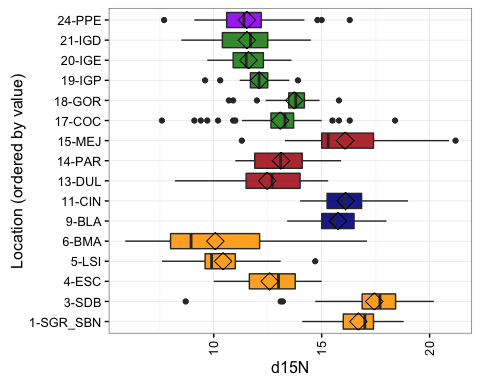 Location (ordered by value)
24-PPE
21-IGD
20-IGE
19-IGP
18-GOR
17-COC
15-MEJ
14-PAR
13-DUL
11-CIN
9-BLA
6-BMA
5-LSI
4-ESC
3-SDB
1-SGR_SBN
10
15
20
d15N